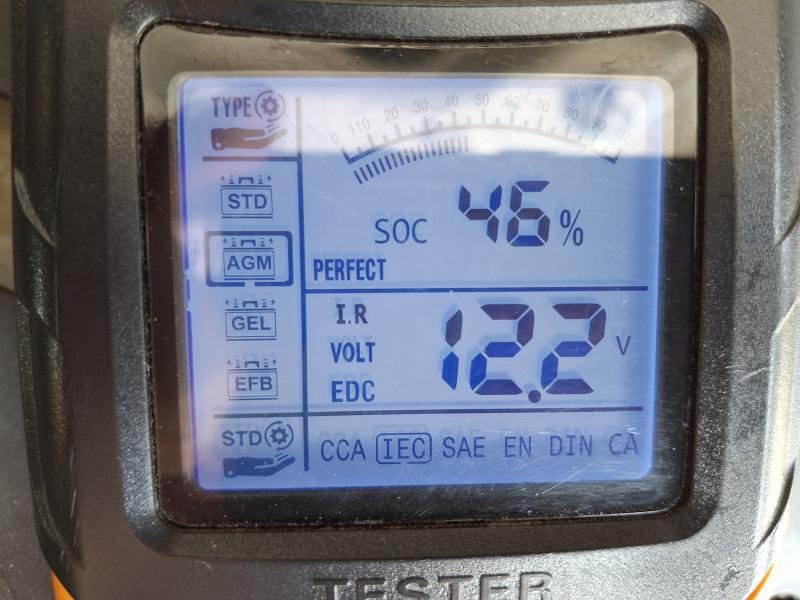 TYPE
0 10 20 30 40 50 60 70 80 90 100
STD
AGM
GEL
EFB
SOC 46 %
PERFECT
I.R
VOLT 12.2 V
EDC
STD
CCA IEC SAE EN DIN CA
TESTER